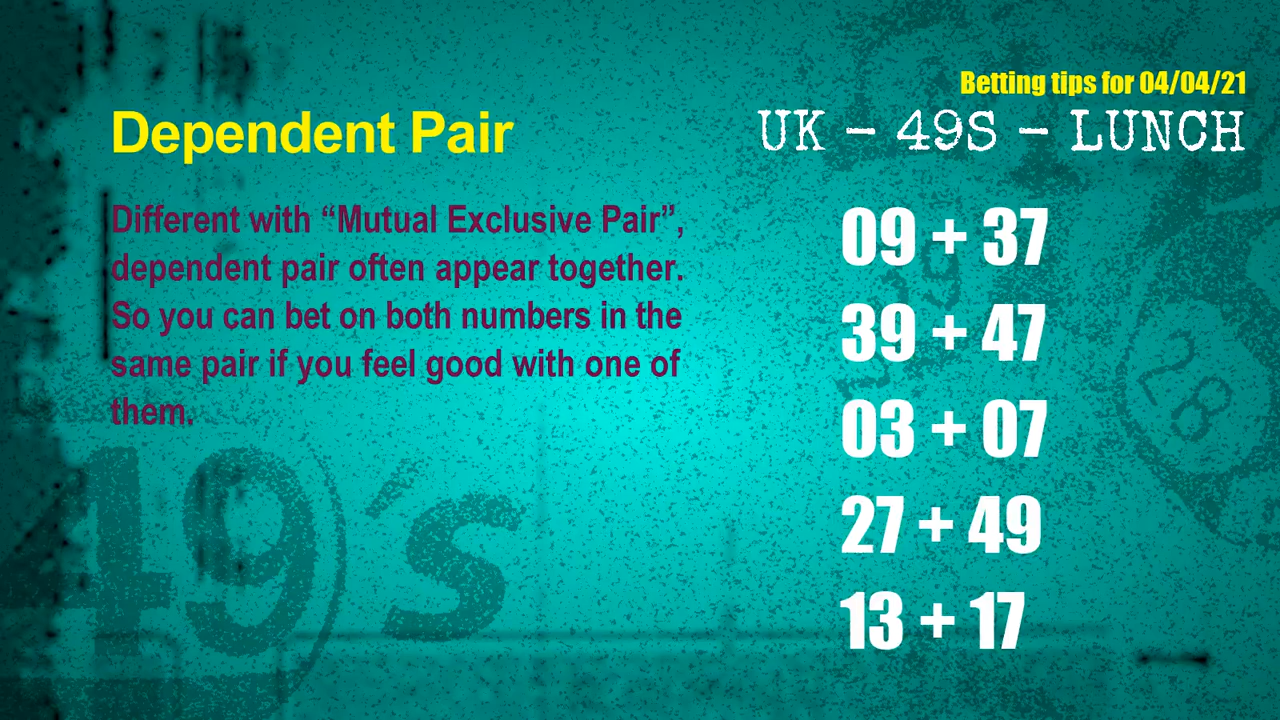 Betting tips for 04/04/21
UK - 49S - LUNCH
Dependent Pair
Different with “Mutual Exclusive Pair”,
dependent pair often appear together.
So you can bet on both numbers in the
same pair if you feel good with one of
them.
09 + 37
39 + 47
03 + 07
27 + 49
13 + 17
49's
28